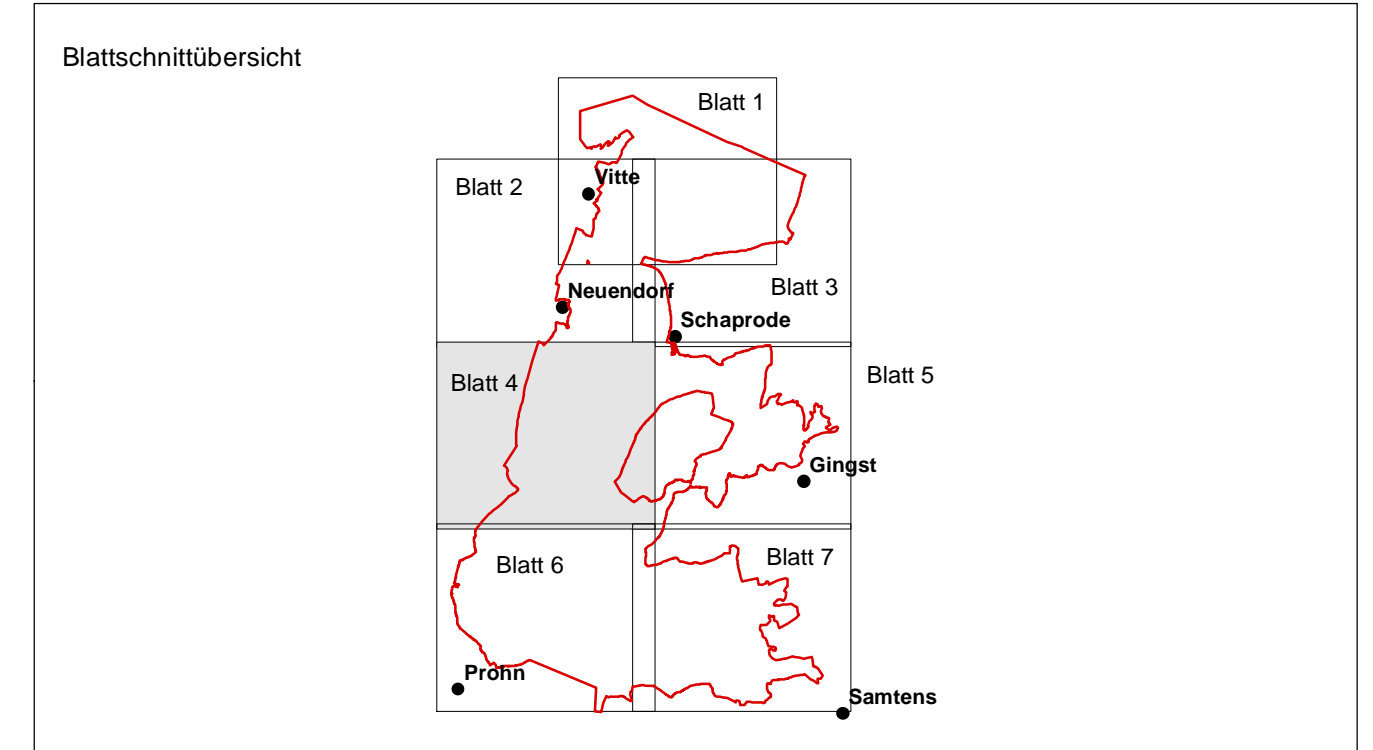 Blattschnittübersicht
Blatt 1
Blatt 2
Vitte
Neuendorf
Blatt 3
Schaprode
Blatt 4
Blatt 5
Gingst
Blatt 6
Blatt 7
Prohn
Samtens